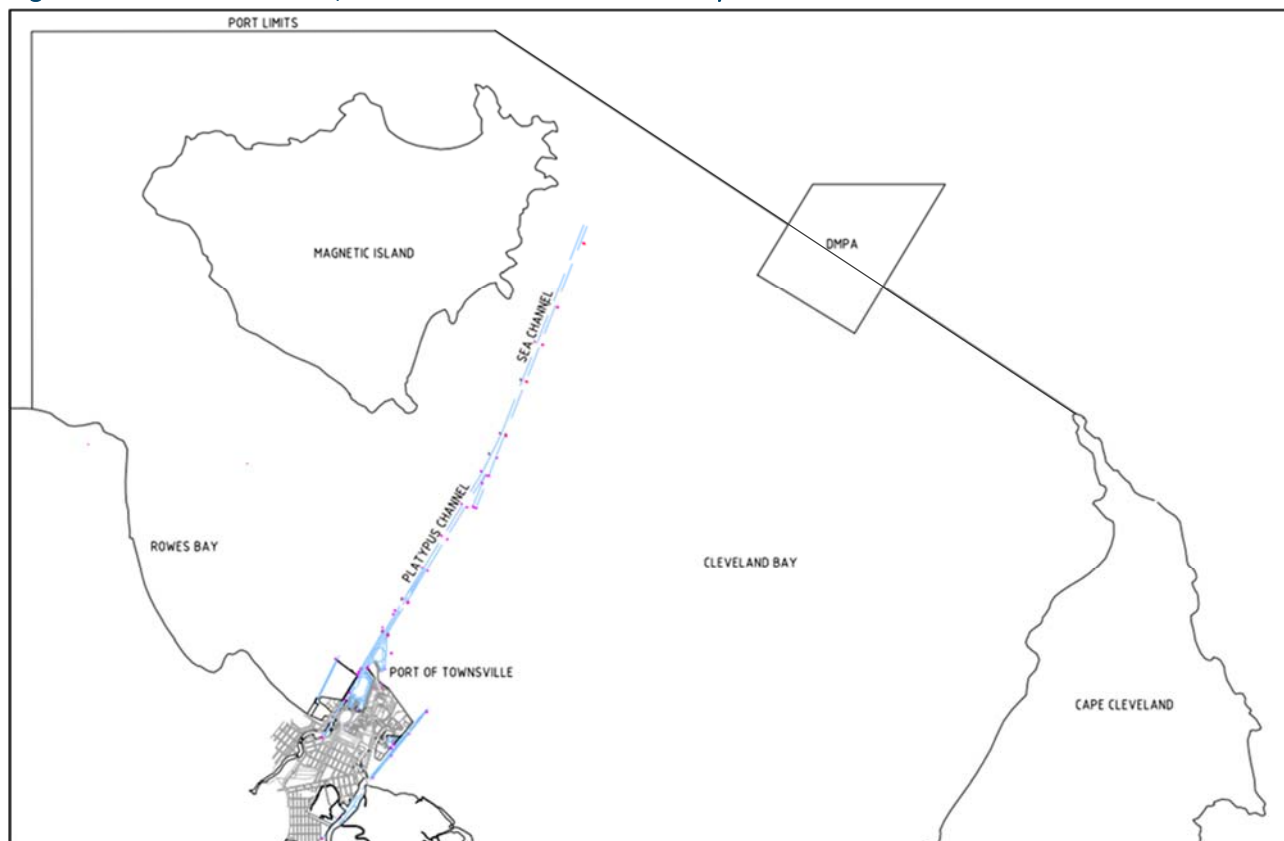 PORT LIMITS
MAGNETIC ISLAND
DMPA
SEA CHANNEL
PLATYPUS CHANNEL
ROWES BAY
CLEVELAND BAY
PORT OF TOWNSVILLE
CAPE CLEVELAND